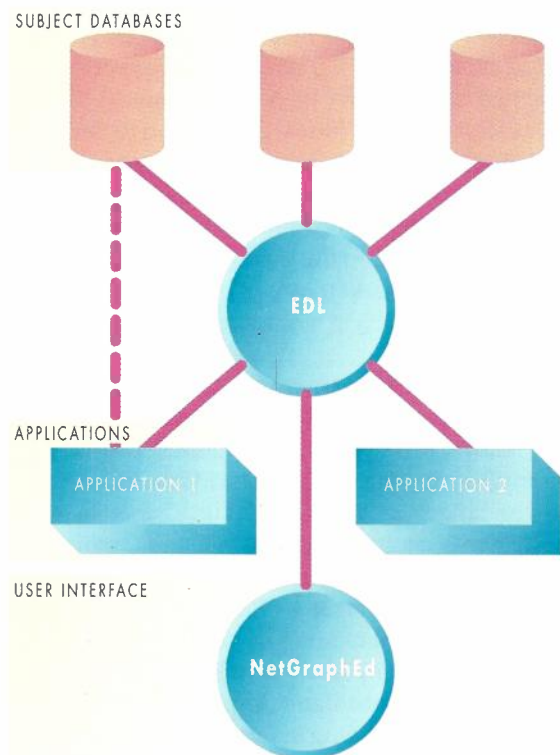 SUBJECT DATABASES
EDL
APPLICATIONS
APPLICATION 1
APPLICATION 2
USER INTERFACE
NetGraphEd